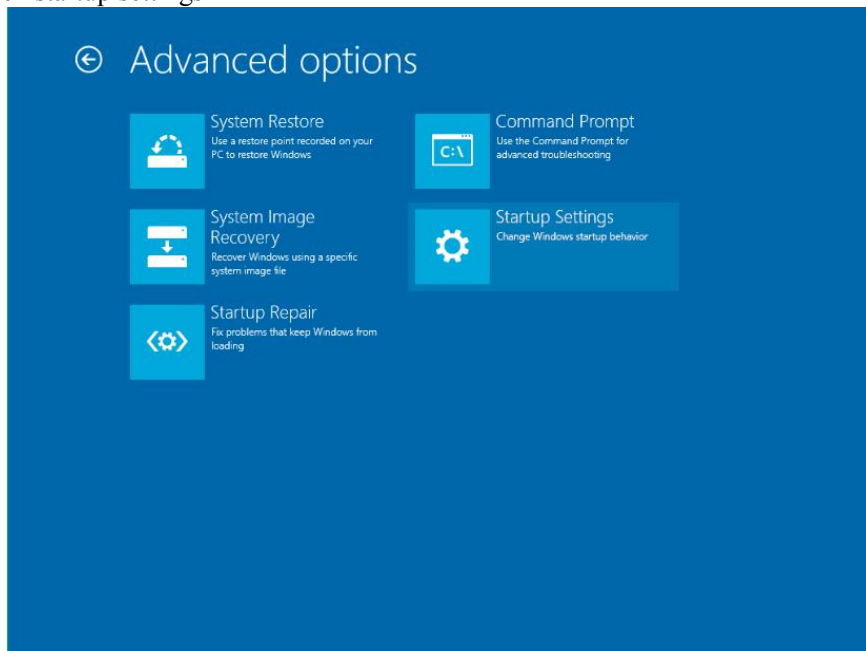 startup settings
Advanced options
System Restore
Use a restore point recorded on your
PC to restore Windows
Command Prompt
Use the Command Prompt for
advanced troubleshooting
C:\
System Image
Recovery
Recover Windows using a specific
system image file
Startup Settings
Change Windows startup behavior
Startup Repair
Fix problems that keep Windows from
loading